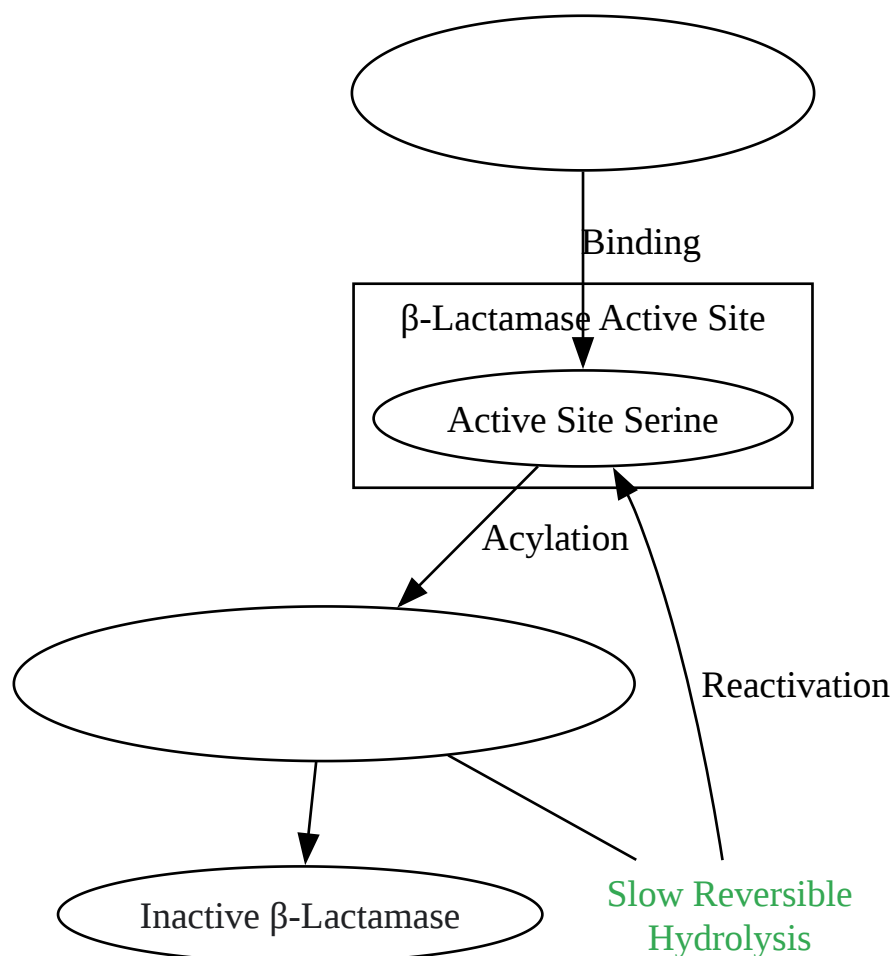 Binding
β-Lactamase Active Site
Active Site Serine
Acylation
Reactivation
Inactive β-Lactamase
Slow Reversible
Hydrolysis